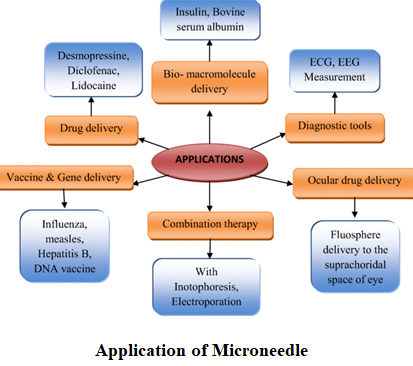 Insulin, Bovine
serum albumin
Desmopressine,
Diclofenac,
Lidocaine
Bio- macromolecule
delivery
ECG, EEG
Measurement
Drug delivery
Diagnostic tools
APPLICATIONS
Vaccine & Gene delivery
Ocular drug delivery
Combination therapy
Influenza,
measles,
Hepatitis B,
DNA vaccine
With
Inotophoresis,
Electroporation
Fluosphere
delivery to the
suprachoridal
space of eye
Application of Microneedle